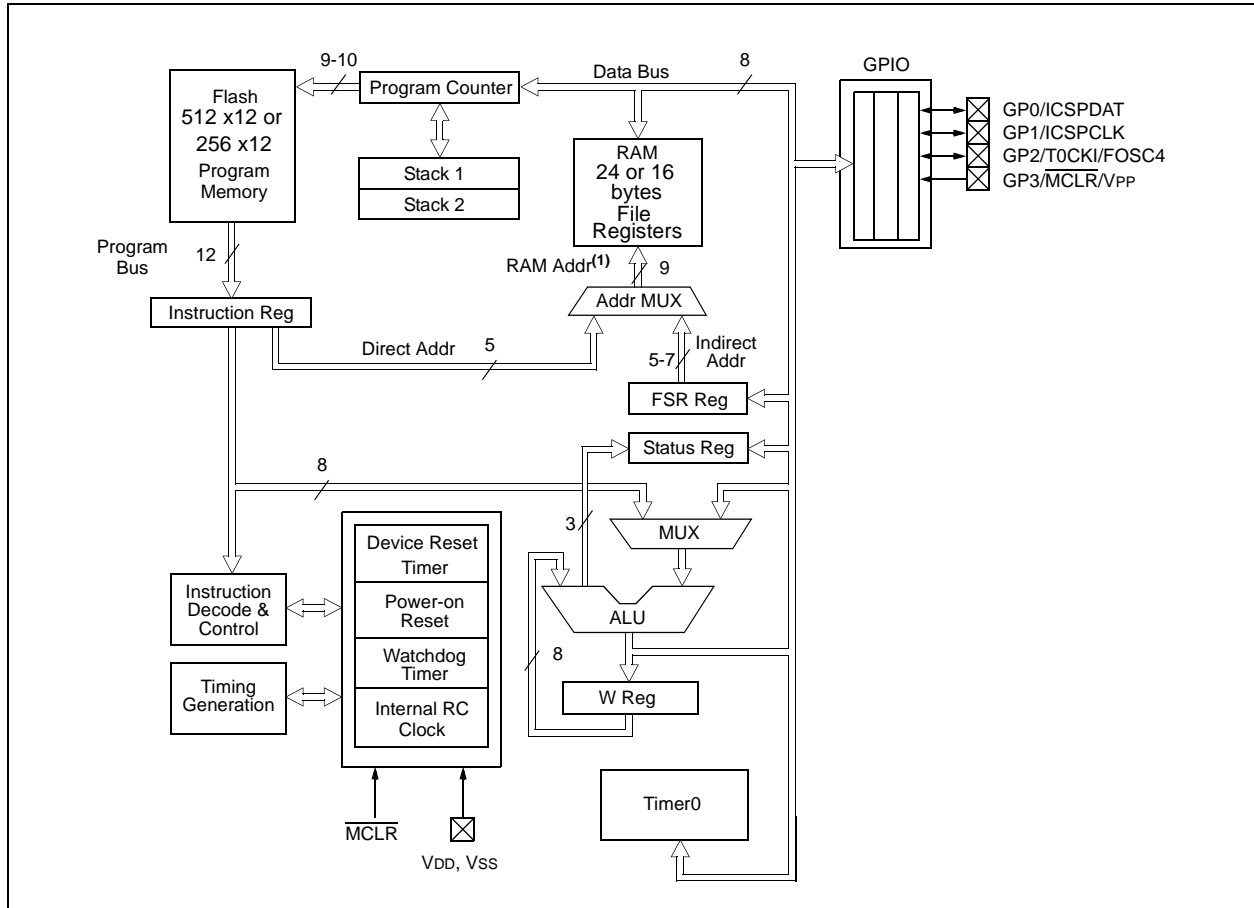 9-10
Program Counter
Data Bus
8
GPIO
Flash
512 x12 or
256 x12
Program
Memory
Stack 1
Stack 2
RAM
24 or 16
bytes
File
Registers
GP0/ICSPDAT
GP1/ICSPCLK
GP2/T0CKI/FOSC4
GP3/MCLR/VPP
Program
Bus
12
RAM Addr(1)
9
Instruction Reg
Addr MUX
Direct Addr
5
5-7
Indirect
Addr
FSR Reg
Status Reg
8
3
MUX
Device Reset
Timer
Instruction
Decode &
Control
Power-on
Reset
ALU
Watchdog
Timer
8
Timing
Generation
Internal RC
Clock
W Reg
Timer0
MCLR
VDD, VSS